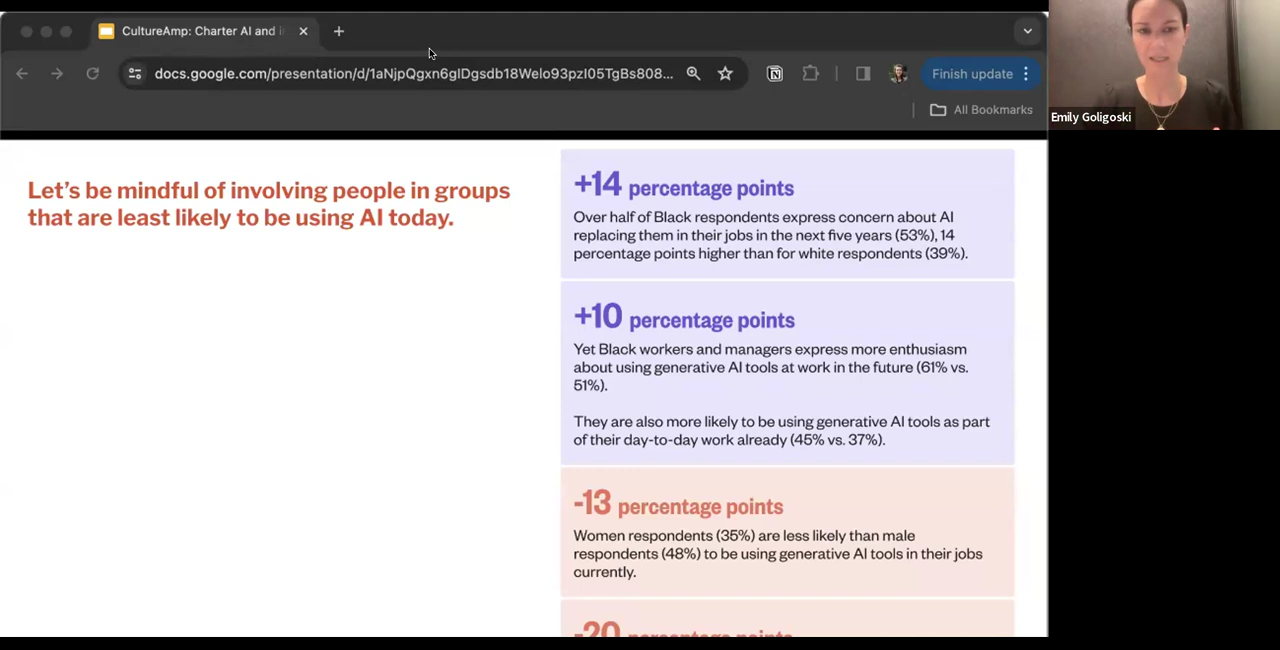 CultureAmp: Charter AI and
docs.google.com/presentation/d/1aNjpQgxn6glDgsdb18Welo93pzI05TgBs808...
Finish update
All Bookmarks
Emily Goligoski
Let’s be mindful of involving people in groups
that are least likely to be using AI today.
+14 percentage points
Over half of Black respondents express concern about AI
replacing them in their jobs in the next five years (53%), 14
percentage points higher than for white respondents (39%).
+10 percentage points
Yet Black workers and managers express more enthusiasm
about using generative AI tools at work in the future (61% vs.
51%).
They are also more likely to be using generative AI tools as part
of their day-to-day work already (45% vs. 37%).
-13 percentage points
Women respondents (35%) are less likely than male
respondents (48%) to be using generative AI tools in their jobs
currently.
-20 percentage points